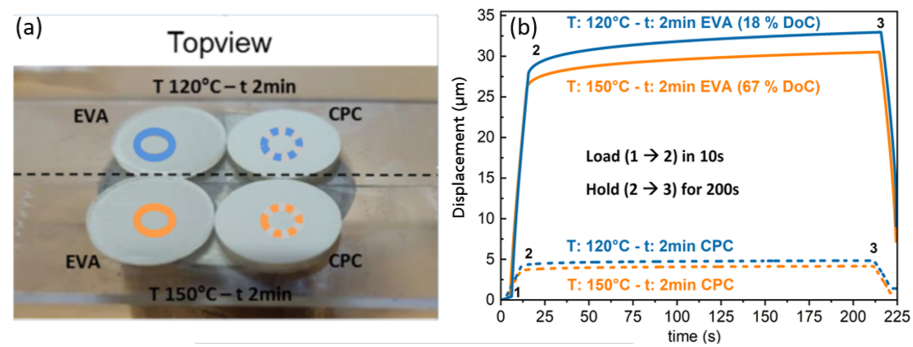 (a)
Topview
T 120°C – t 2min
EVA
CPC
EVA
CPC
T 150°C – t 2min
(b)
T: 120°C - t: 2min EVA (18 % DoC)
T: 150°C - t: 2min EVA (67 % DoC)
Load (1 → 2) in 10s
Hold (2 → 3) for 200s
T: 120°C - t: 2min CPC
T: 150°C - t: 2min CPC
1
2
3
2
3
Displacement (μm)
35
30
25
20
15
10
5
0
0 25 50 75 100 125 150 175 200 225
time (s)